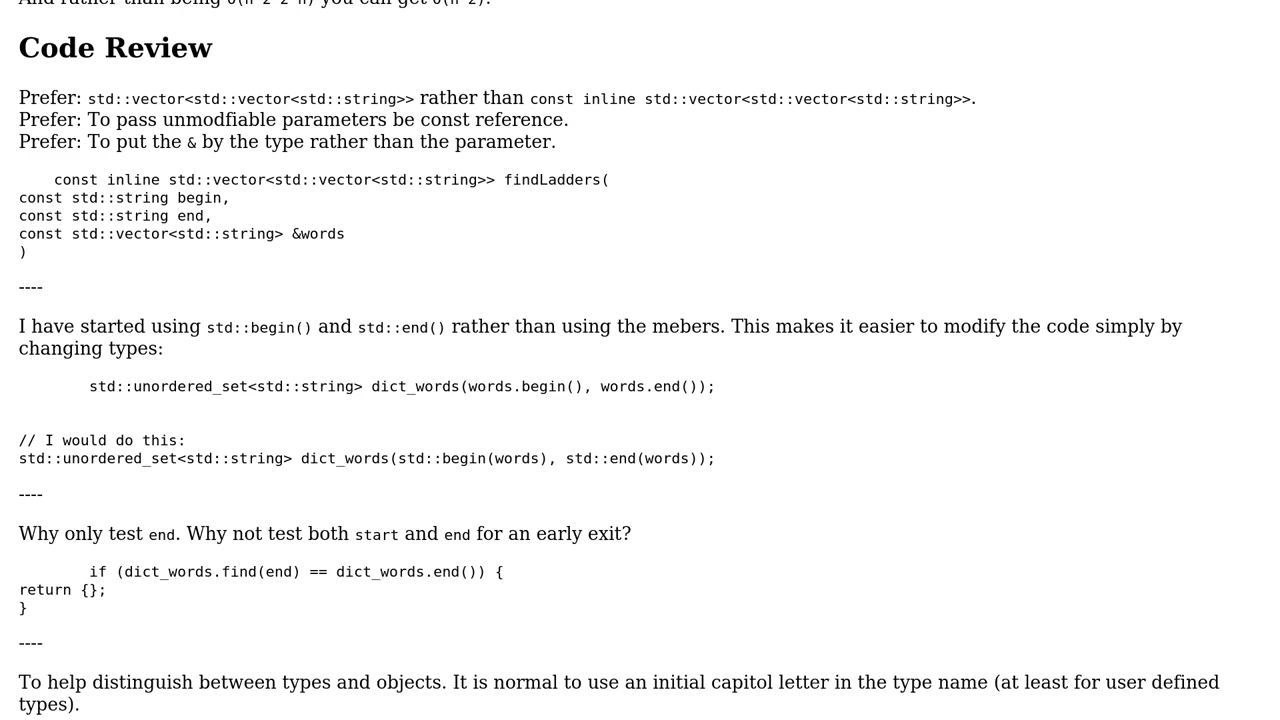 Code Review
Prefer: std::vector<std::vector<std::string>> rather than const inline std::vector<std::vector<std::string>>.
Prefer: To pass unmodfiable parameters be const reference.
Prefer: To put the & by the type rather than the parameter.
const inline std::vector<std::vector<std::string>> findLadders(
const std::string begin,
const std::string end,
const std::vector<std::string> &words
)
----
I have started using std::begin() and std::end() rather than using the mebers. This makes it easier to modify the code simply by
changing types:
std::unordered_set<std::string> dict_words(words.begin(), words.end());
// I would do this:
std::unordered_set<std::string> dict_words(std::begin(words), std::end(words));
----
Why only test end. Why not test both start and end for an early exit?
if (dict_words.find(end) == dict_words.end()) {
return {};
}
----
To help distinguish between types and objects. It is normal to use an initial capitol letter in the type name (at least for user defined
types).